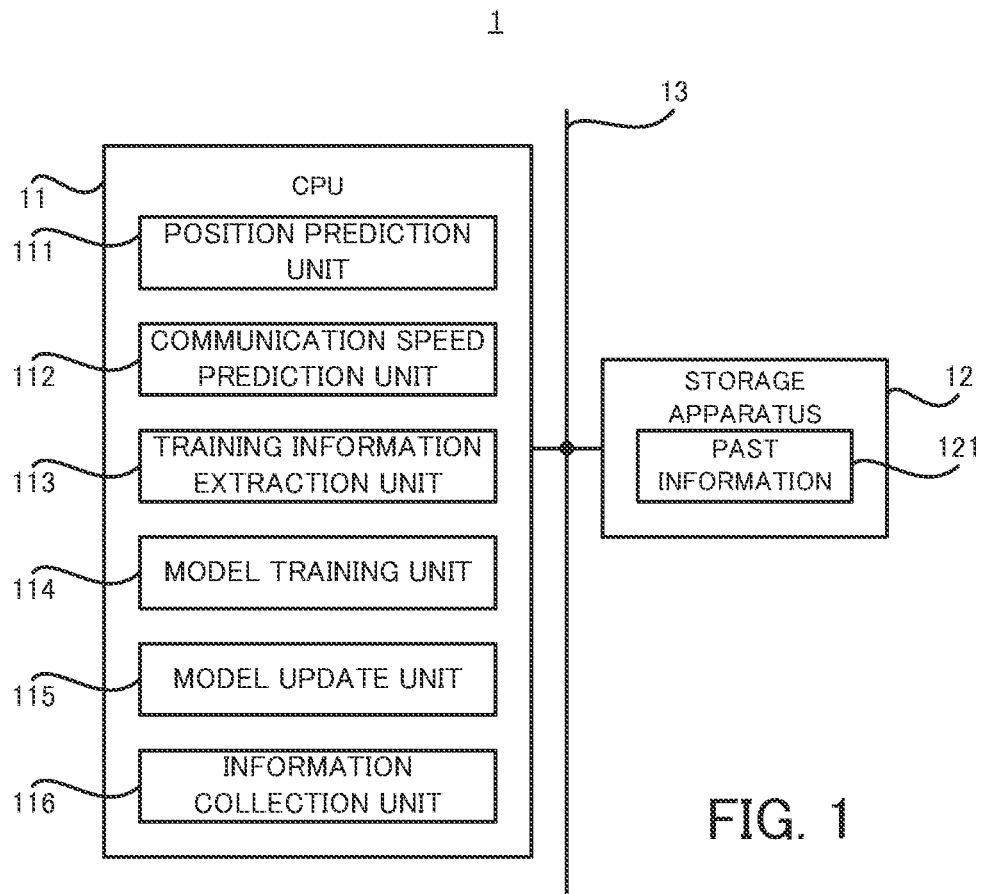 1
13
11
CPU
111
POSITION PREDICTION
UNIT
112
COMMUNICATION SPEED
PREDICTION UNIT
113
TRAINING INFORMATION
EXTRACTION UNIT
114
MODEL TRAINING UNIT
115
MODEL UPDATE UNIT
116
INFORMATION
COLLECTION UNIT
12
STORAGE
APPARATUS
121
PAST
INFORMATION
FIG. 1